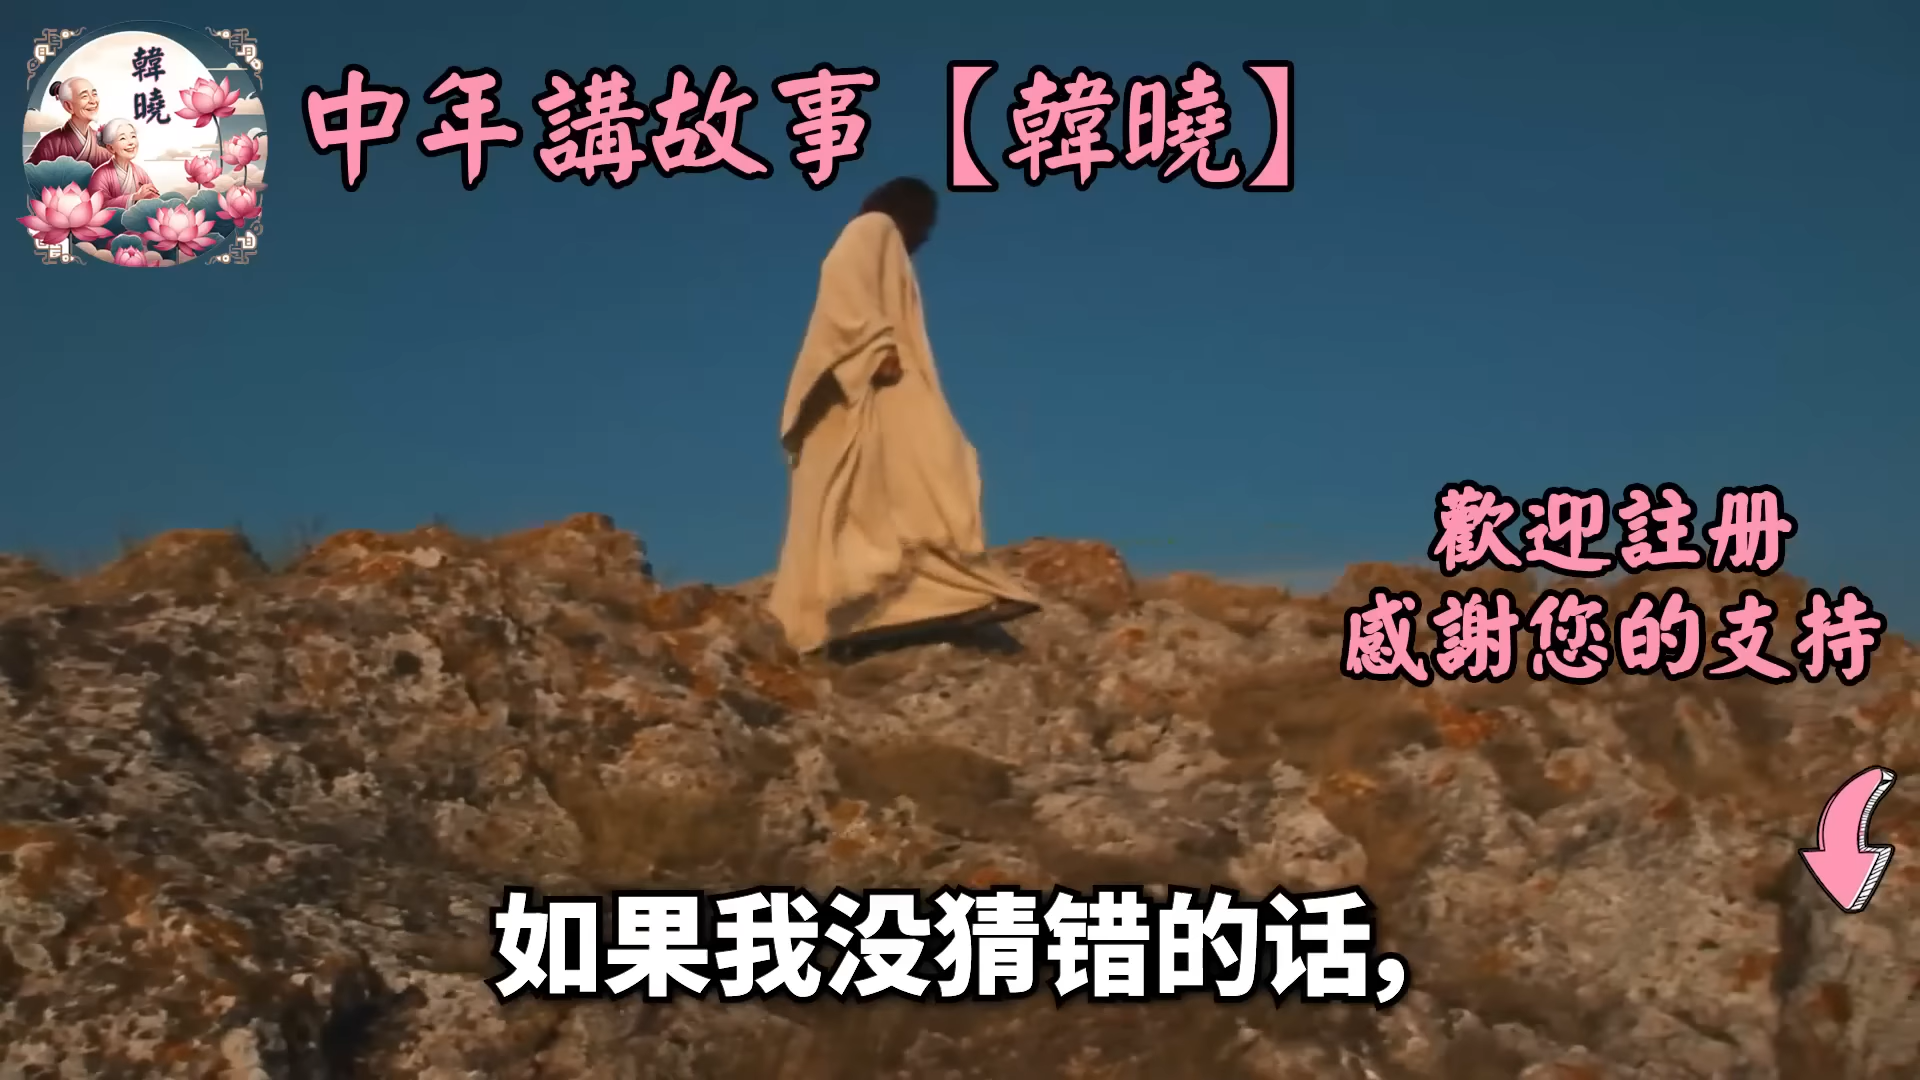 韓
曉
中年講故事【韓曉】
歡迎註册
感謝您的支持
如果我没猜错的话,